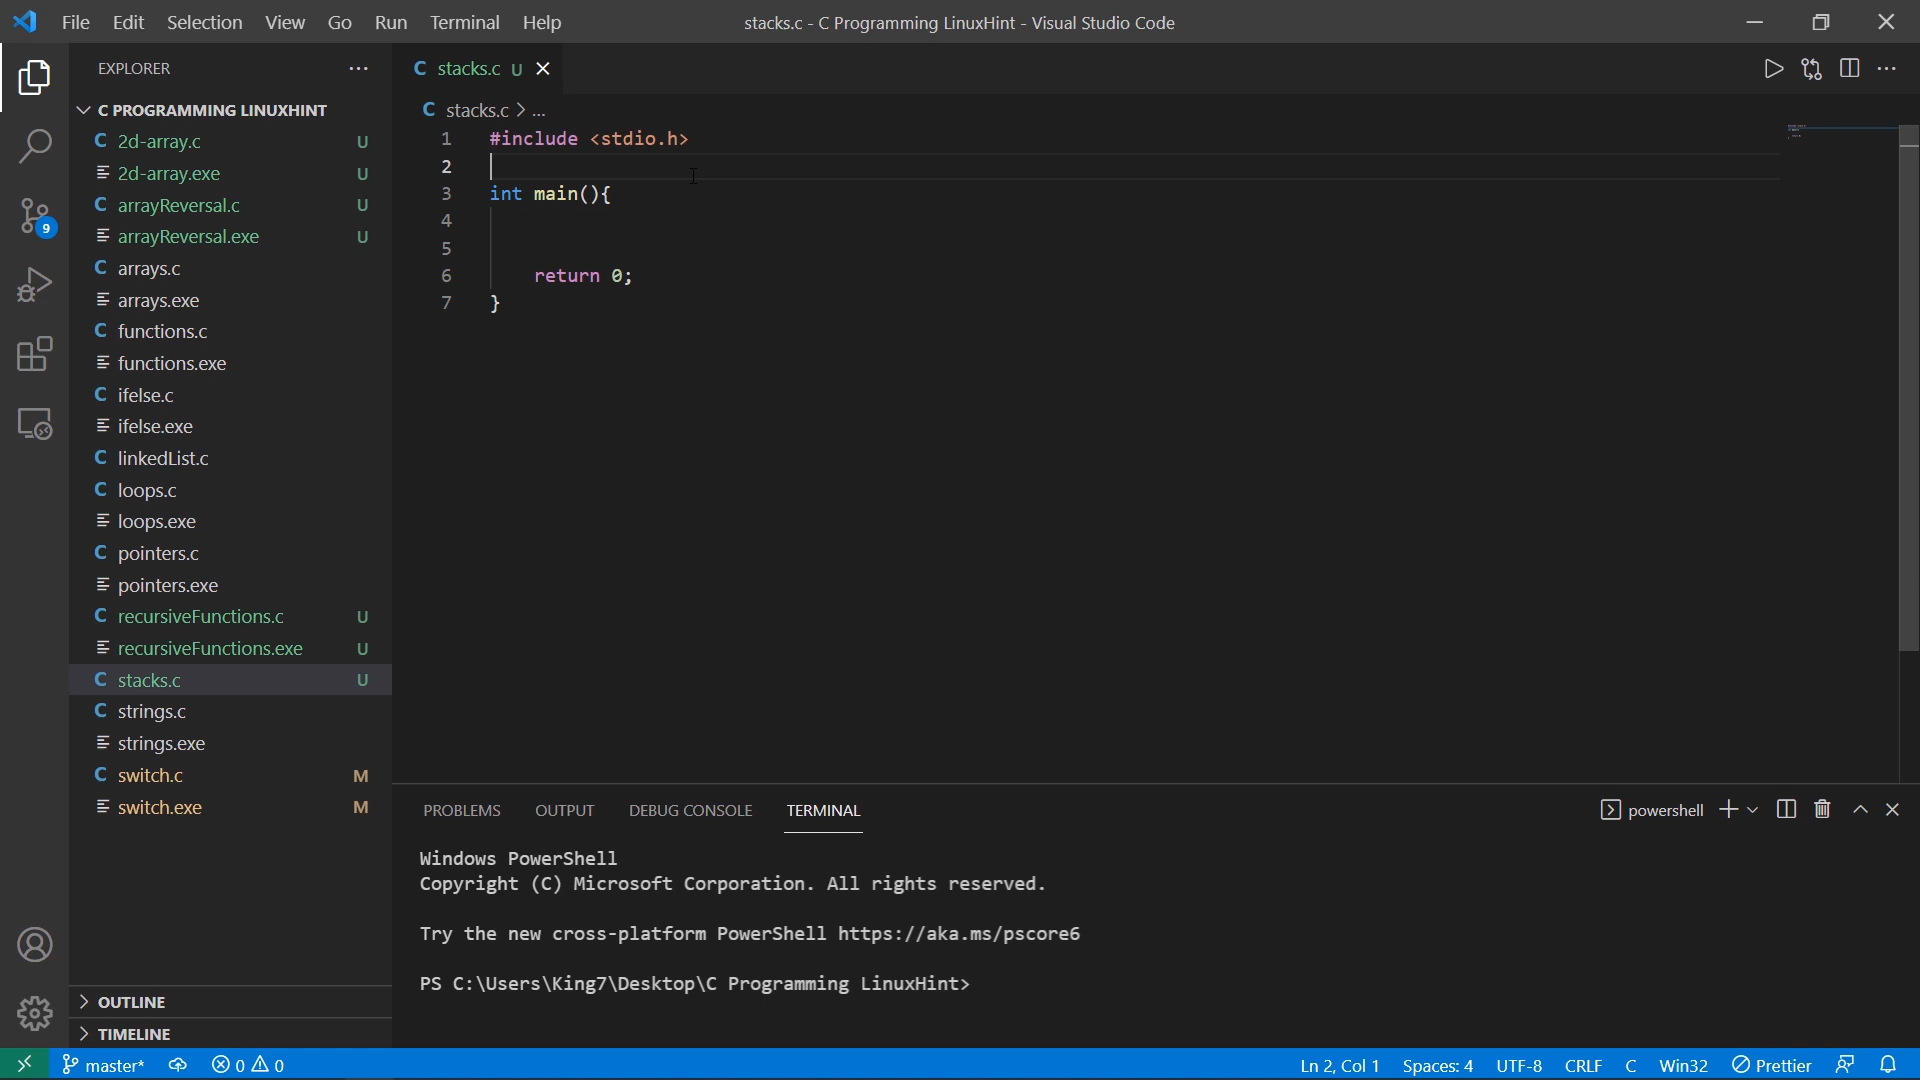 File Edit Selection View Go Run Terminal Help
stacks.c - C Programming LinuxHint - Visual Studio Code
EXPLORER
C PROGRAMMING LINUXHINT
C 2d-array.c U
2d-array.exe U
C arrayReversal.c U
arrayReversal.exe U
C arrays.c
arrays.exe
C functions.c
functions.exe
C ifelse.c
ifelse.exe
C linkedList.c
C loops.c
loops.exe
C pointers.c
pointers.exe
C recursiveFunctions.c U
recursiveFunctions.exe U
C stacks.c U
C strings.c
strings.exe
C switch.c M
switch.exe M
OUTLINE
TIMELINE
9
C stacks.c U
C stacks.c > ...
1 #include <stdio.h>
2
3 int main(){
4
5
6 return 0;
7 }
PROBLEMS OUTPUT DEBUG CONSOLE TERMINAL
powershell
Windows PowerShell
Copyright (C) Microsoft Corporation. All rights reserved.
Try the new cross-platform PowerShell https://aka.ms/pscore6
PS C:\Users\King7\Desktop\C Programming LinuxHint>
master* 0 0
Ln 2, Col 1 Spaces: 4 UTF-8 CRLF C Win32 Prettier